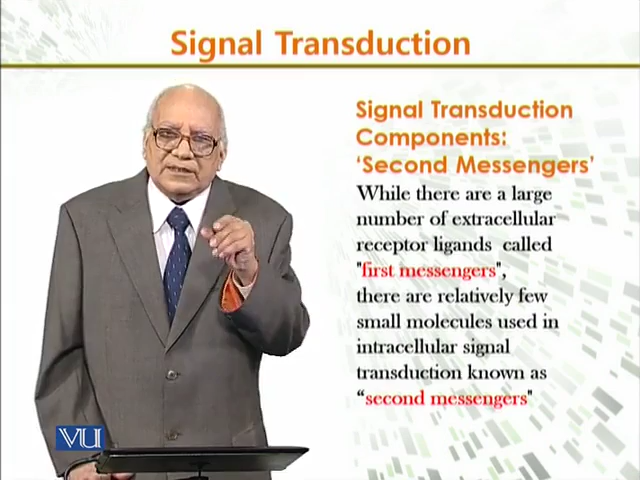 Signal Transduction
Signal Transduction
Components:
‘Second Messengers’
While there are a large
number of extracellular
receptor ligands called
"first messengers",
there are relatively few
small molecules used in
intracellular signal
transduction known as
“second messengers"
VU